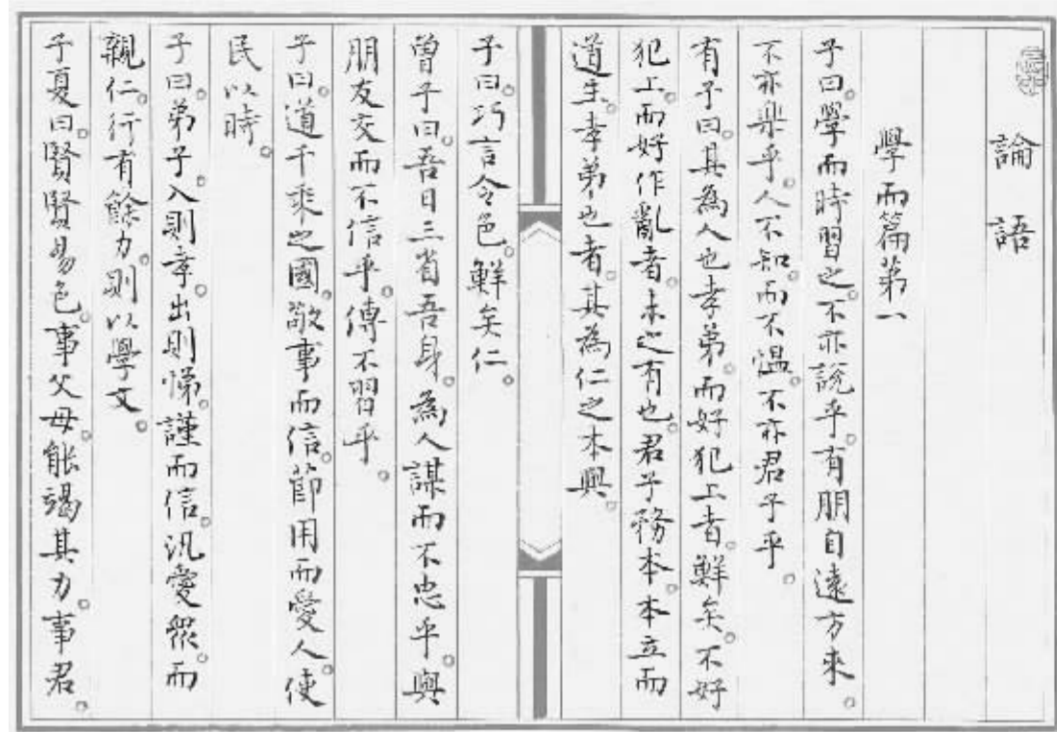 論語
學而篇第一
子曰。學而時習之。不亦說乎。有朋自遠方來。
不亦樂乎。人不知。而不慍。不亦君子乎。
有子曰。其為人也孝弟。而好犯上者。鮮矣。不好
犯上。而好作亂者。未之有也。君子務本。本立而
道生。孝弟也者。其為仁之本與。
子曰。巧言令色。鮮矣仁。
曾子曰。吾日三省吾身。為人謀而不忠乎。與
朋友交而不信乎。傳不習乎。
子曰。道千乘之國。敬事而信。節用而愛人。使
民以時。
子曰。弟子。入則孝。出則悌。謹而信。汎愛眾。而
親仁。行有餘力。則以學文。
子夏曰。賢賢易色。事父母。能竭其力。事君。